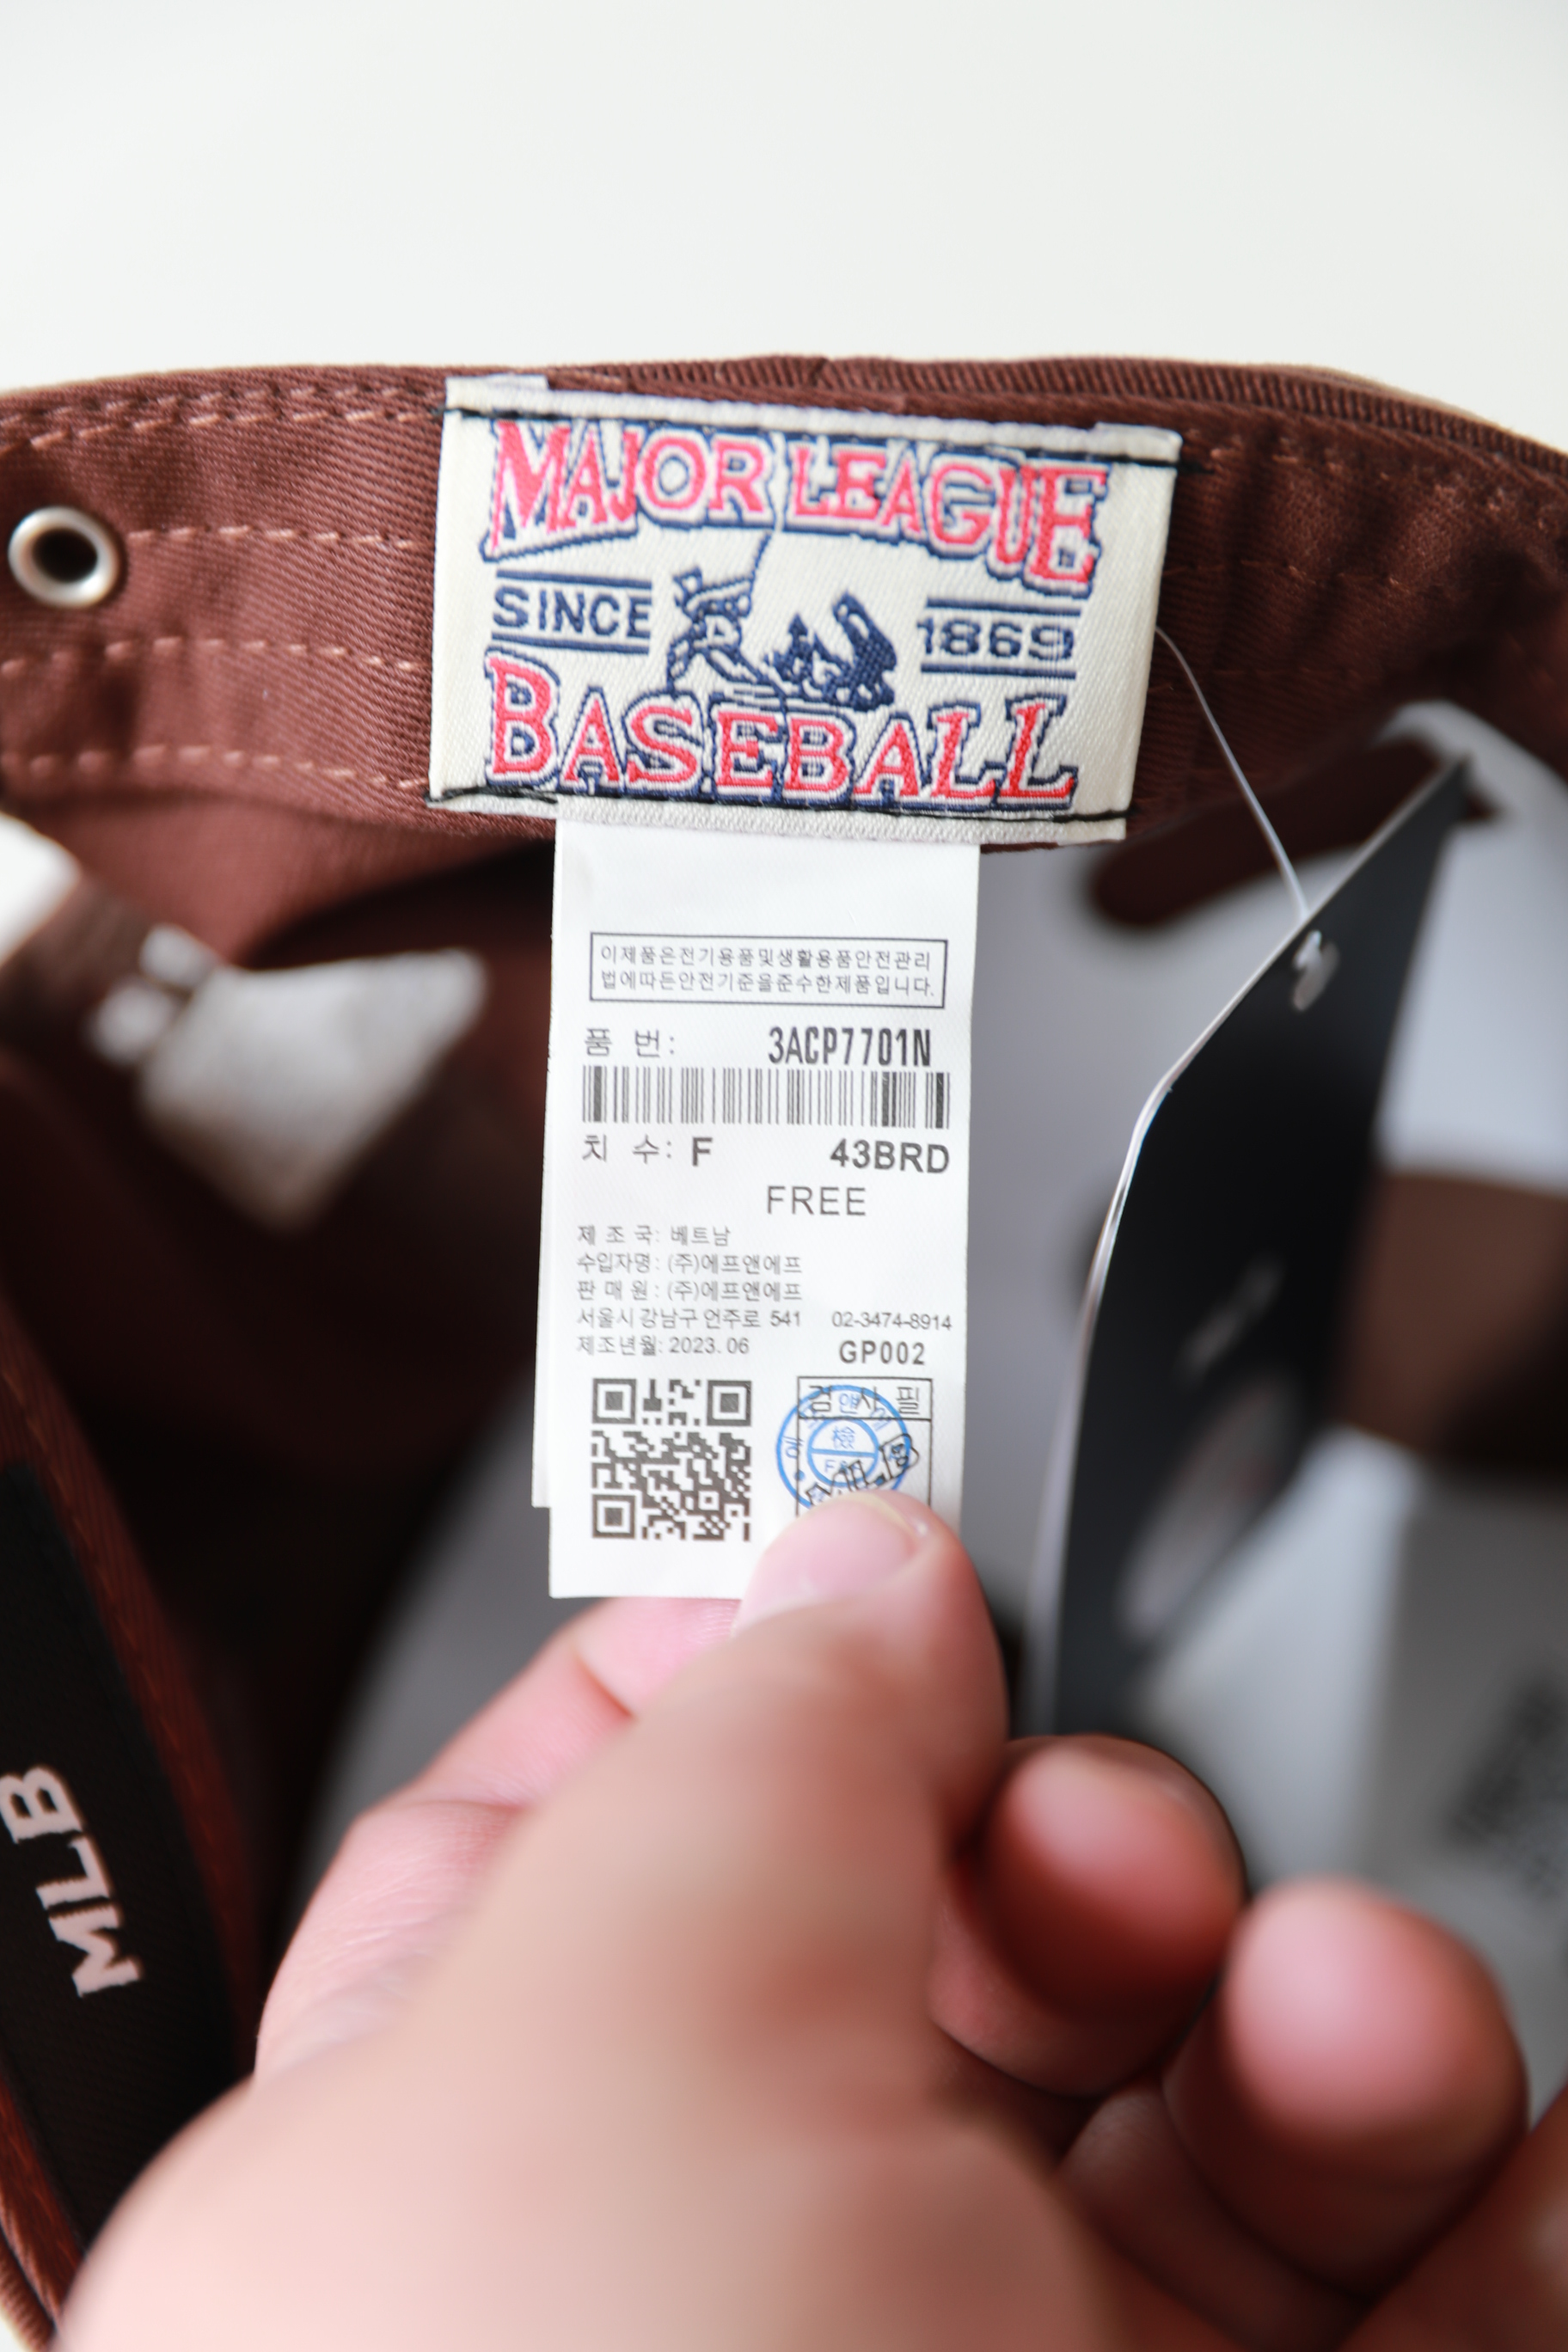 MAJOR LEAGUE
SINCE 1869
BASEBALL
이제품은전기용품및생활용품안전관리
법에따른안전기준을준수한제품입니다.
품 번: 3ACP7701N
치 수: F 43BRD
FREE
제 조 국: 베트남
수입자명: (주)에프앤에프
판 매 원: (주)에프앤에프
서울시 강남구 언주로 541 02-3474-8914
제조년월: 2023. 06
GP002
검 사 필
檢
MLB